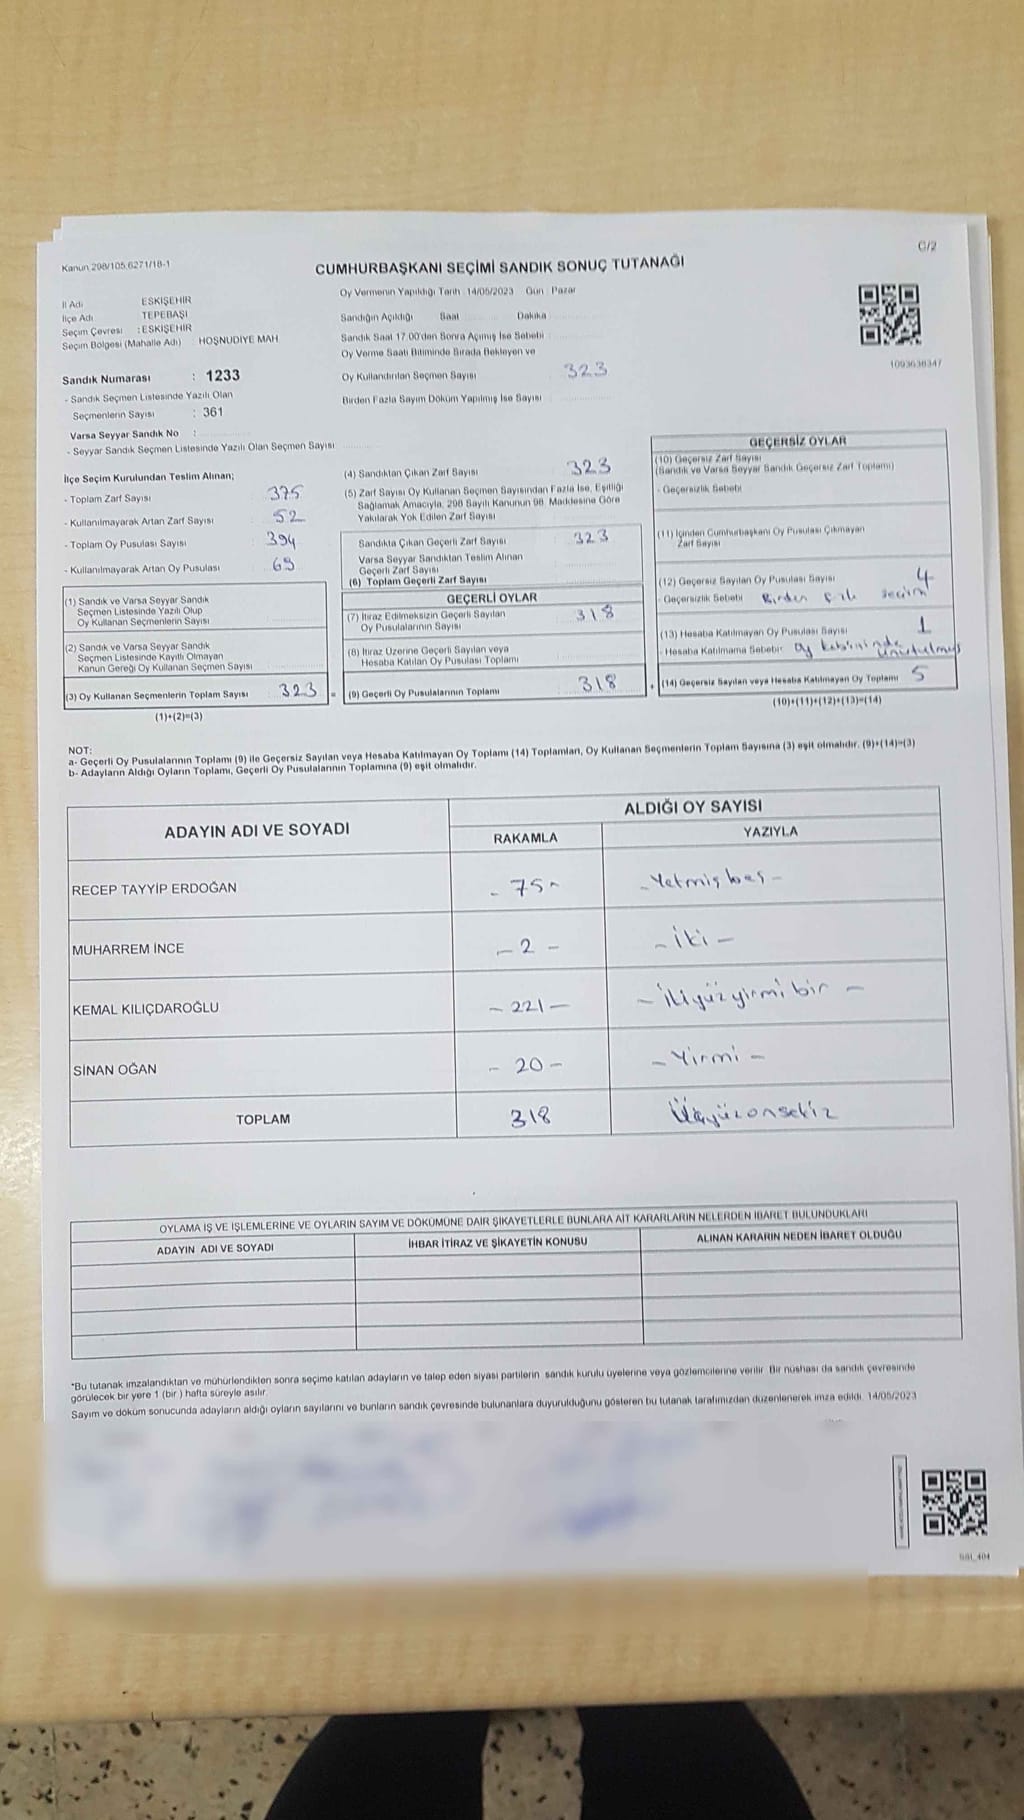 Kanun 298/105,6271/18-1
C/2
CUMHURBAŞKANI SEÇİMİ SANDIK SONUÇ TUTANAĞI
İl Adı ESKİŞEHİR
İlçe Adı TEPEBAŞI
Seçim Çevresi : ESKİŞEHİR
Seçim Bölgesi (Mahalle Adı) HOŞNUDİYE MAH
Sandık Numarası : 1233
- Sandık Seçmen Listesinde Yazılı Olan
Seçmenlerin Sayısı : 361
Varsa Seyyar Sandık No :
- Seyyar Sandık Seçmen Listesinde Yazılı Olan Seçmen Sayısı
Oy Vermenin Yapıldığı Tarih 14/05/2023 Gün Pazar
Sandığın Açıldığı Saat Dakika
Sandık Saat 17.00'den Sonra Açımış İse Sebebi
Oy Verme Saati Bitiminde Sırada Bekleyen ve
Oy Kullandırılan Seçmen Sayısı 323
Birden Fazla Sayım Döküm Yapılmış İse Sayısı
1093636347
İlçe Seçim Kurulundan Teslim Alınan;
- Toplam Zarf Sayısı 375
- Kullanılmayarak Artan Zarf Sayısı 52
- Toplam Oy Pusulası Sayısı 394
- Kullanılmayarak Artan Oy Pusulası 69
(1) Sandık ve Varsa Seyyar Sandık
Seçmen Listesinde Yazılı Olup
Oy Kullanan Seçmenlerin Sayısı
(2) Sandık ve Varsa Seyyar Sandık
Seçmen Listesinde Kayıtlı Olmayan
Kanun Gereği Oy Kullanan Seçmen Sayısı
(3) Oy Kullanan Seçmenlerin Toplam Sayısı 323 =
(1)+(2)=(3)
(4) Sandıktan Çıkan Zarf Sayısı 323
(5) Zarf Sayısı Oy Kullanan Seçmen Sayısından Fazla İse, Eşitliği
Sağlamak Amacıyla, 298 Sayılı Kanunun 98. Maddesine Göre
Yakılarak Yok Edilen Zarf Sayısı
Sandıkta Çıkan Geçerli Zarf Sayısı 323
Varsa Seyyar Sandıktan Teslim Alınan
Geçerli Zarf Sayısı
(6) Toplam Geçerli Zarf Sayısı
GEÇERLİ OYLAR
(7) İtiraz Edilmeksizin Geçerli Sayılan
Oy Pusulalarının Sayısı 318
(8) İtiraz Üzerine Geçerli Sayılan veya
Hesaba Katılan Oy Pusulası Toplamı
(9) Geçerli Oy Pusulalarının Toplamı 318 +
GEÇERSİZ OYLAR
(10) Geçersiz Zarf Sayısı
(Sandık ve Varsa Seyyar Sandık Geçersiz Zarf Toplamı)
- Geçersizlik Sebebi
(11) İçinden Cumhurbaşkanı Oy Pusulası Çıkmayan
Zarf Sayısı
(12) Geçersiz Sayılan Oy Pusulası Sayısı 4
- Geçersizlik Sebebi Birden çok seçim
(13) Hesaba Katılmayan Oy Pusulası Sayısı 1
- Hesaba Katılmama Sebebi: Oy kabininde unutulmuş
(14) Geçersiz Sayılan veya Hesaba Katılmayan Oy Toplamı 5
(10)+(11)+(12)+(13)=(14)
NOT:
a- Geçerli Oy Pusulalarının Toplamı (9) ile Geçersiz Sayılan veya Hesaba Katılmayan Oy Toplamı (14) Toplamları, Oy Kullanan Seçmenlerin Toplam Sayısına (3) eşit olmalıdır. (9)+(14)=(3)
b- Adayların Aldığı Oyların Toplamı, Geçerli Oy Pusulalarının Toplamına (9) eşit olmalıdır.
ADAYIN ADI VE SOYADI
ALDIĞI OY SAYISI
RAKAMLA YAZIYLA
RECEP TAYYİP ERDOĞAN - 75 - - Yetmişbeş -
MUHARREM İNCE - 2 - - İki -
KEMAL KILIÇDAROĞLU - 221 - - İkiyüzyirmibir -
SİNAN OĞAN - 20 - - Yirmi -
TOPLAM 318 Üçyüzonsekiz
OYLAMA İŞ VE İŞLEMLERİNE VE OYLARIN SAYIM VE DÖKÜMÜNE DAİR ŞİKAYETLERLE BUNLARA AİT KARARLARIN NELERDEN İBARET BULUNDUKLARI
ADAYIN ADI VE SOYADI İHBAR İTİRAZ VE ŞİKAYETİN KONUSU ALINAN KARARIN NEDEN İBARET OLDUĞU
*Bu tutanak imzalandıktan ve mühürlendikten sonra seçime katılan adayların ve talep eden siyasi partilerin sandık kurulu üyelerine veya gözlemcilerine verilir. Bir nüshası da sandık çevresinde
görülecek bir yere 1 (bir ) hafta süreyle asılır.
Sayım ve döküm sonucunda adayların aldığı oyların sayılarını ve bunların sandık çevresinde bulunanlara duyurulduğunu gösteren bu tutanak tarafımızdan düzenlenerek imza edildi. 14/05/2023